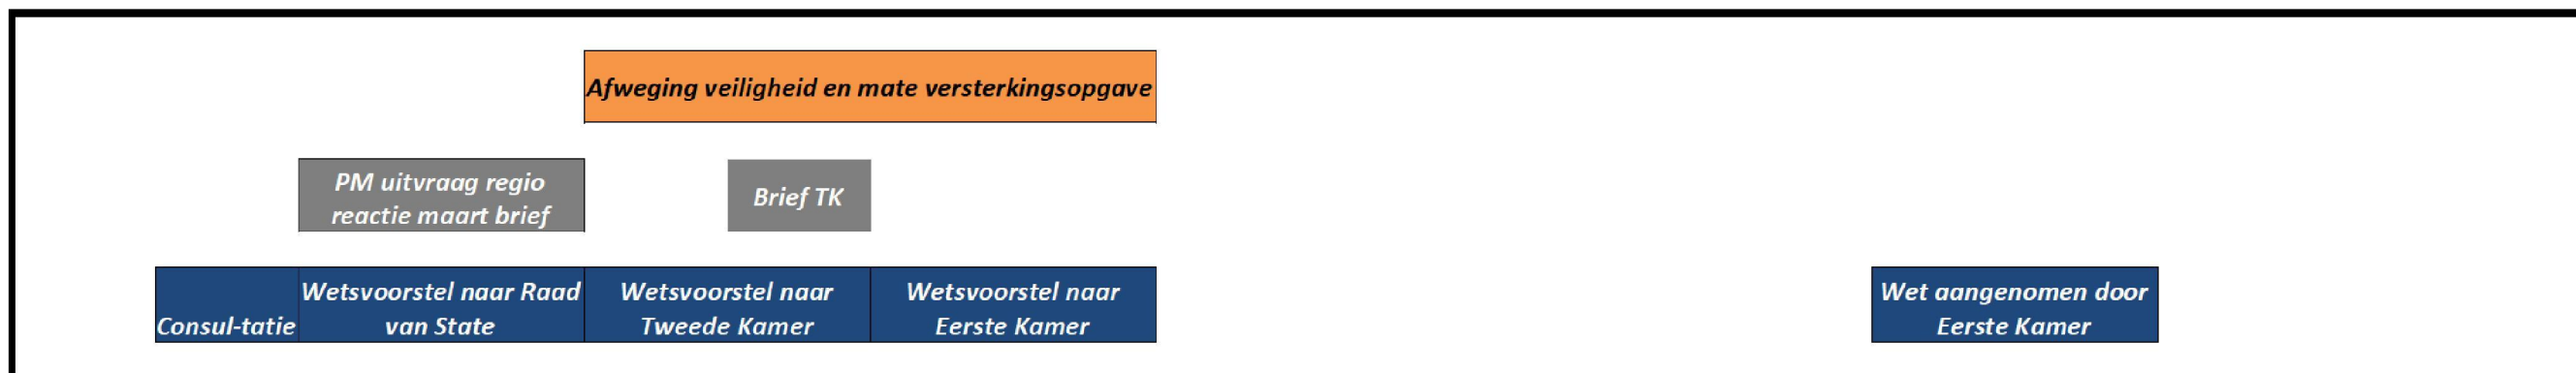 Afweging veiligheid en mate versterkingsopgave
PM uitvraag regio
reactie maart brief
Brief TK
Consul-tatie
Wetsvoorstel naar Raad
van State
Wetsvoorstel naar
Tweede Kamer
Wetsvoorstel naar
Eerste Kamer
Wet aangenomen door
Eerste Kamer